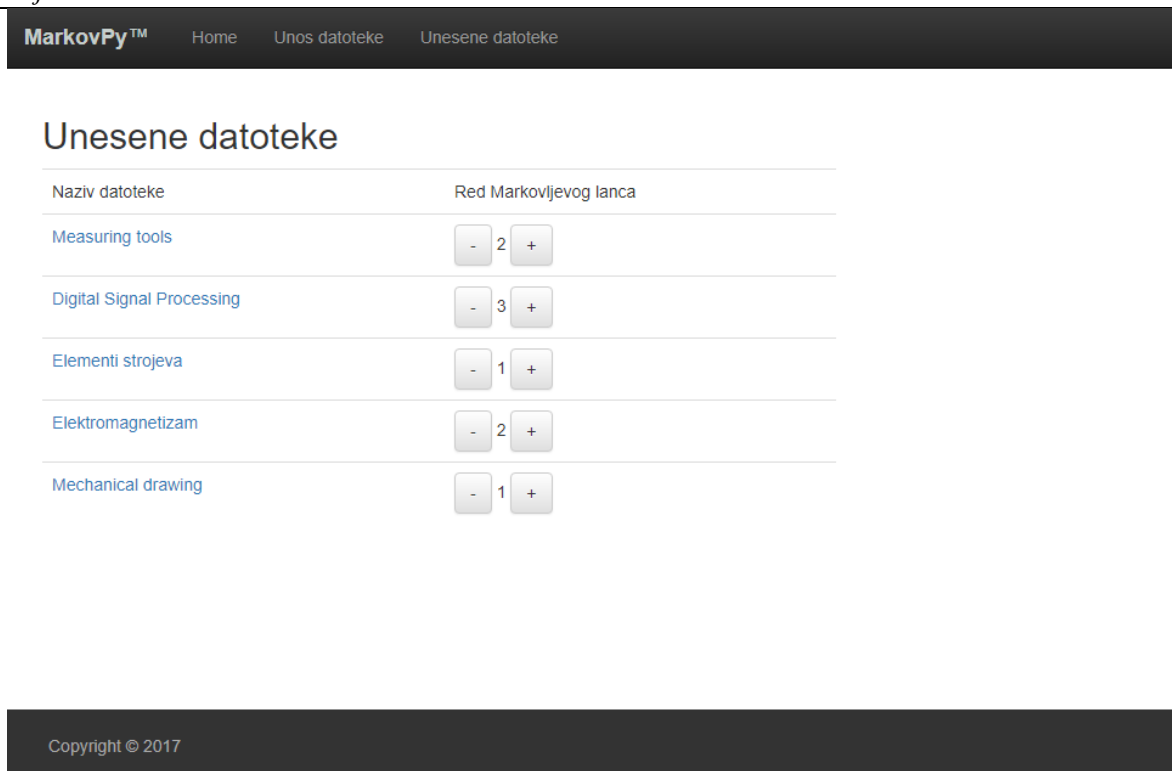 MarkovPy™ Home Unos datoteke Unesene datoteke
Unesene datoteke
Naziv datoteke Red Markovljevog lanca
Measuring tools - 2 +
Digital Signal Processing - 3 +
Elementi strojeva - 1 +
Elektromagnetizam - 2 +
Mechanical drawing - 1 +
Copyright © 2017